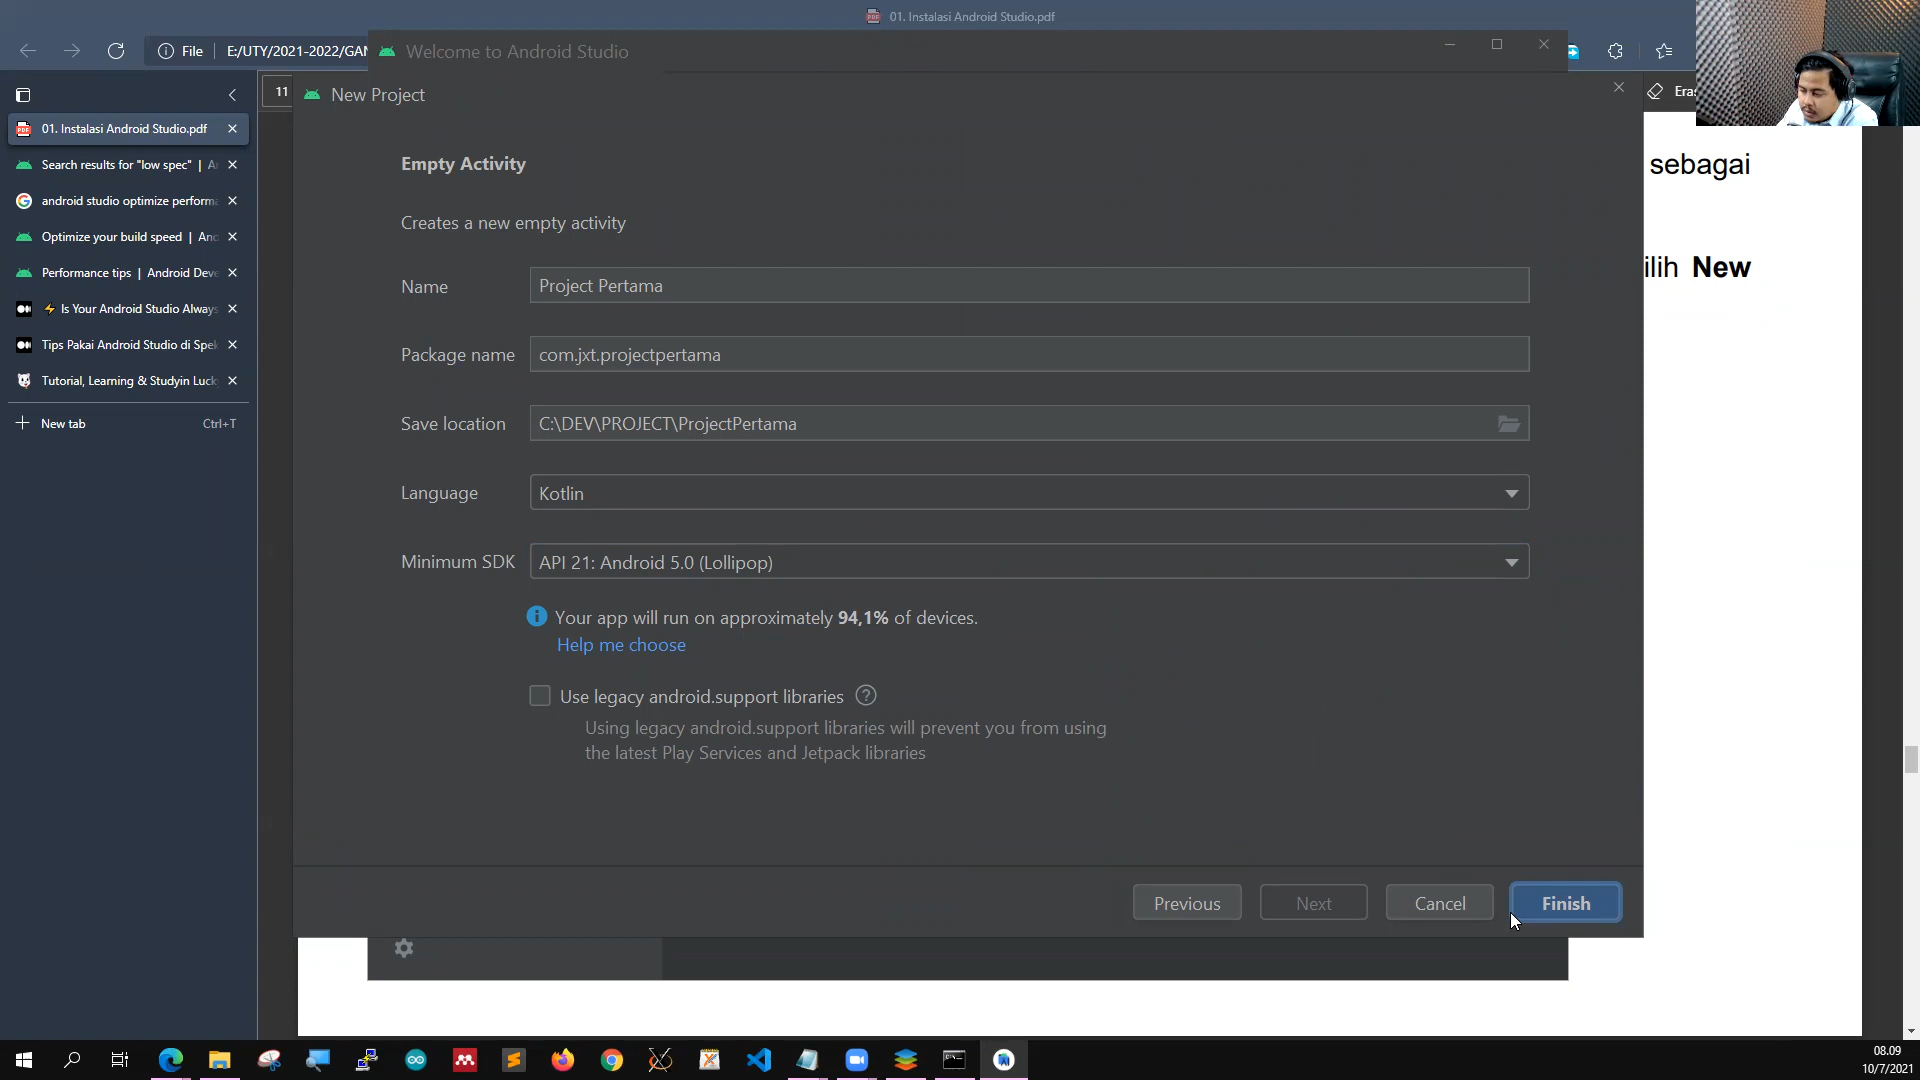 01. Instalasi Android Studio.pdf
File
E:/UTY/2021-2022/GAN
Welcome to Android Studio
01. Instalasi Android Studio.pdf
Search results for "low spec" | A
android studio optimize performa
Optimize your build speed | And
Performance tips | Android Deve
⚡ Is Your Android Studio Always
Tips Pakai Android Studio di Spek
Tutorial, Learning & Studyin Luck
New tab Ctrl+T
11
New Project
Eras
sebagai
ilih New
Empty Activity
Creates a new empty activity
Name Project Pertama
Package name com.jxt.projectpertama
Save location C:\DEV\PROJECT\ProjectPertama
Language Kotlin
Minimum SDK API 21: Android 5.0 (Lollipop)
Your app will run on approximately 94,1% of devices.
Help me choose
Use legacy android.support libraries ?
Using legacy android.support libraries will prevent you from using
the latest Play Services and Jetpack libraries
Previous Next Cancel Finish
08.09
10/7/2021